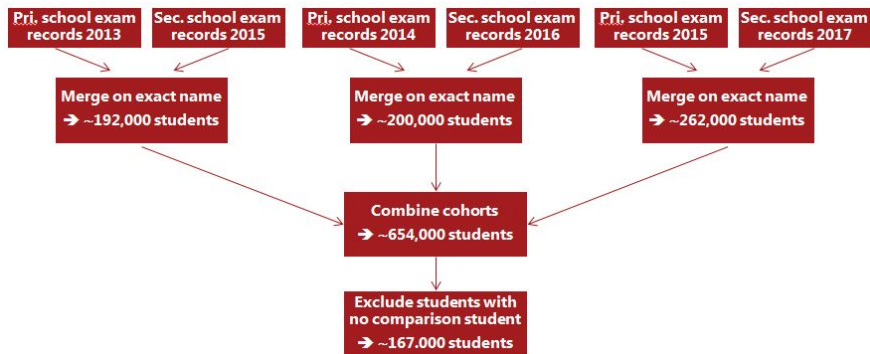 Pri. school exam
records 2013
Sec. school exam
records 2015
Pri. school exam
records 2014
Sec. school exam
records 2016
Pri. school exam
records 2015
Sec. school exam
records 2017
Merge on exact name
➔ ~192,000 students
Merge on exact name
➔ ~200,000 students
Merge on exact name
➔ ~262,000 students
Combine cohorts
➔ ~654,000 students
Exclude students with
no comparison student
➔ ~167.000 students